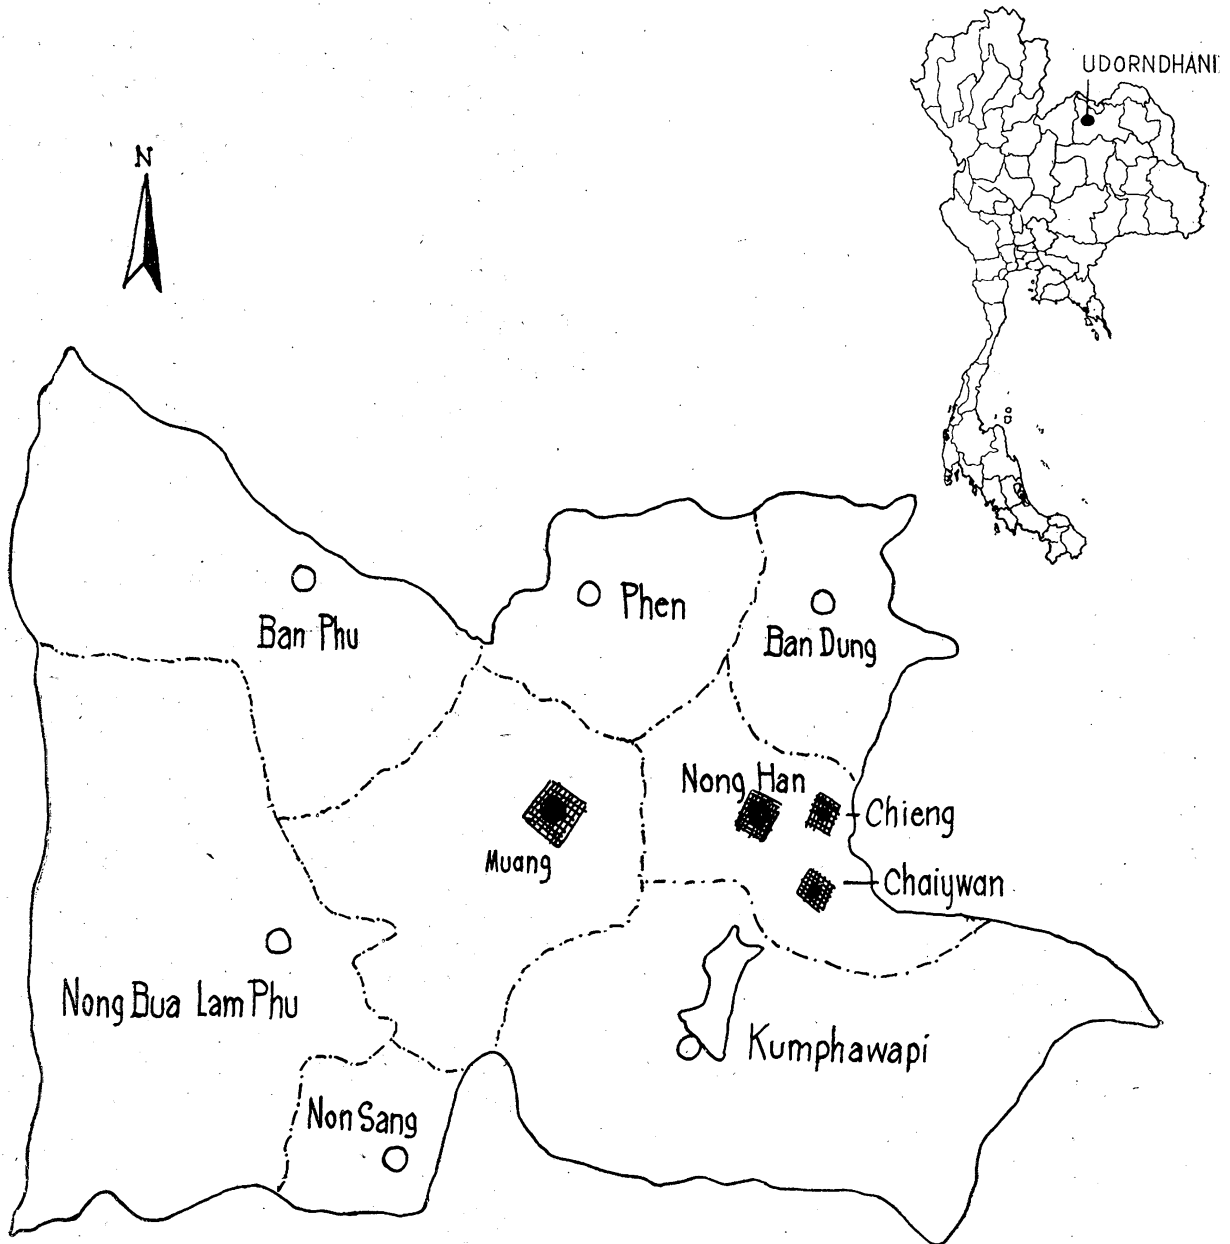 UDORNDHANI
N
Phen
Ban Phu
Ban Dung
Nong Han
Chieng
Muang
Chaiywan
Nong Bua Lam Phu
Kumphawapi
Non Sang